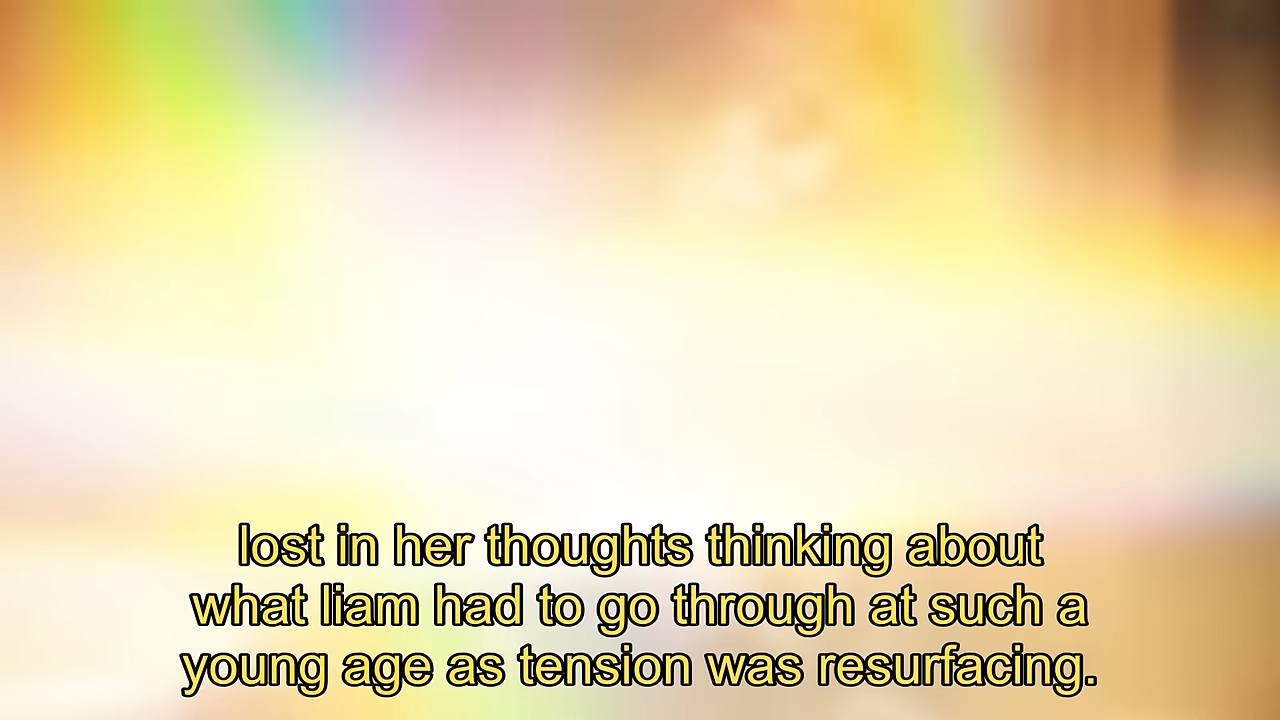 lost in her thoughts thinking about
what liam had to go through at such a
young age as tension was resurfacing.